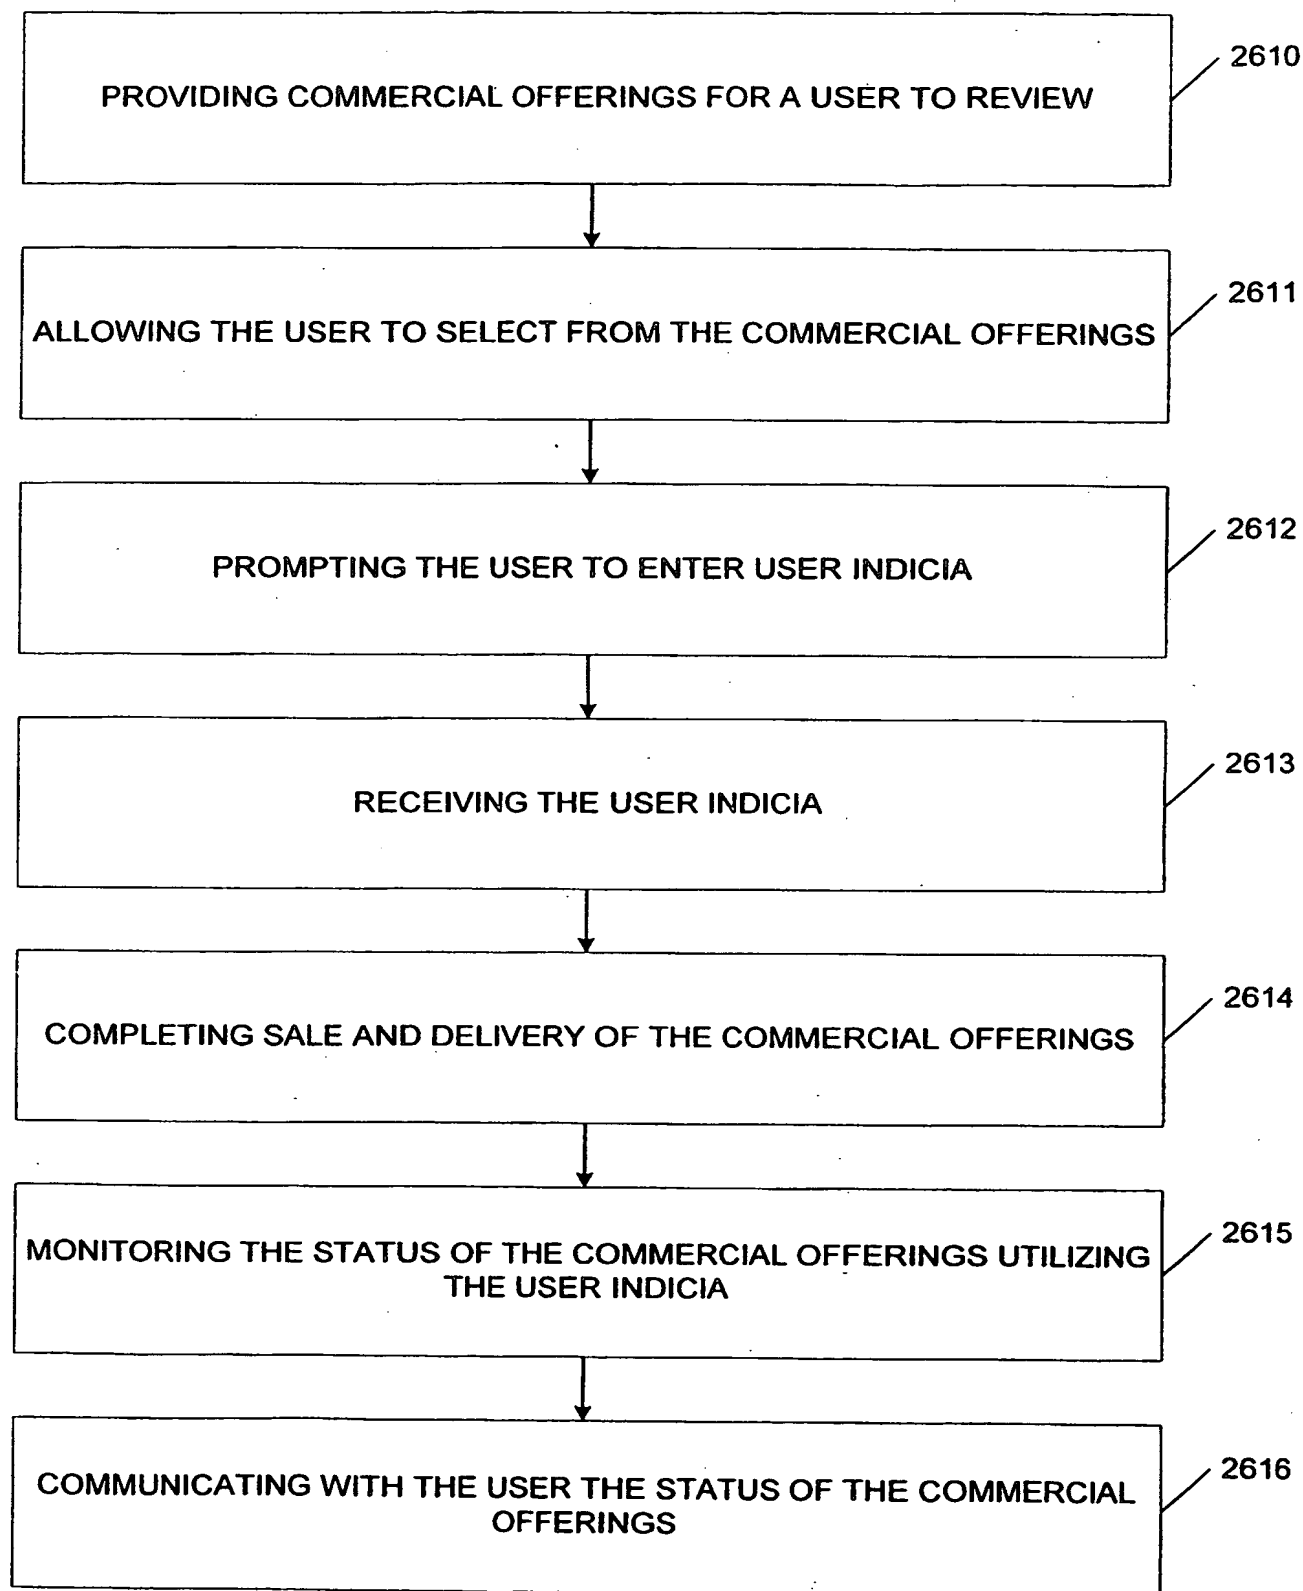 PROVIDING COMMERCIAL OFFERINGS FOR A USER TO REVIEW
2610
ALLOWING THE USER TO SELECT FROM THE COMMERCIAL OFFERINGS
2611
PROMPTING THE USER TO ENTER USER INDICIA
2612
RECEIVING THE USER INDICIA
2613
COMPLETING SALE AND DELIVERY OF THE COMMERCIAL OFFERINGS
2614
MONITORING THE STATUS OF THE COMMERCIAL OFFERINGS UTILIZING
THE USER INDICIA
2615
COMMUNICATING WITH THE USER THE STATUS OF THE COMMERCIAL
OFFERINGS
2616